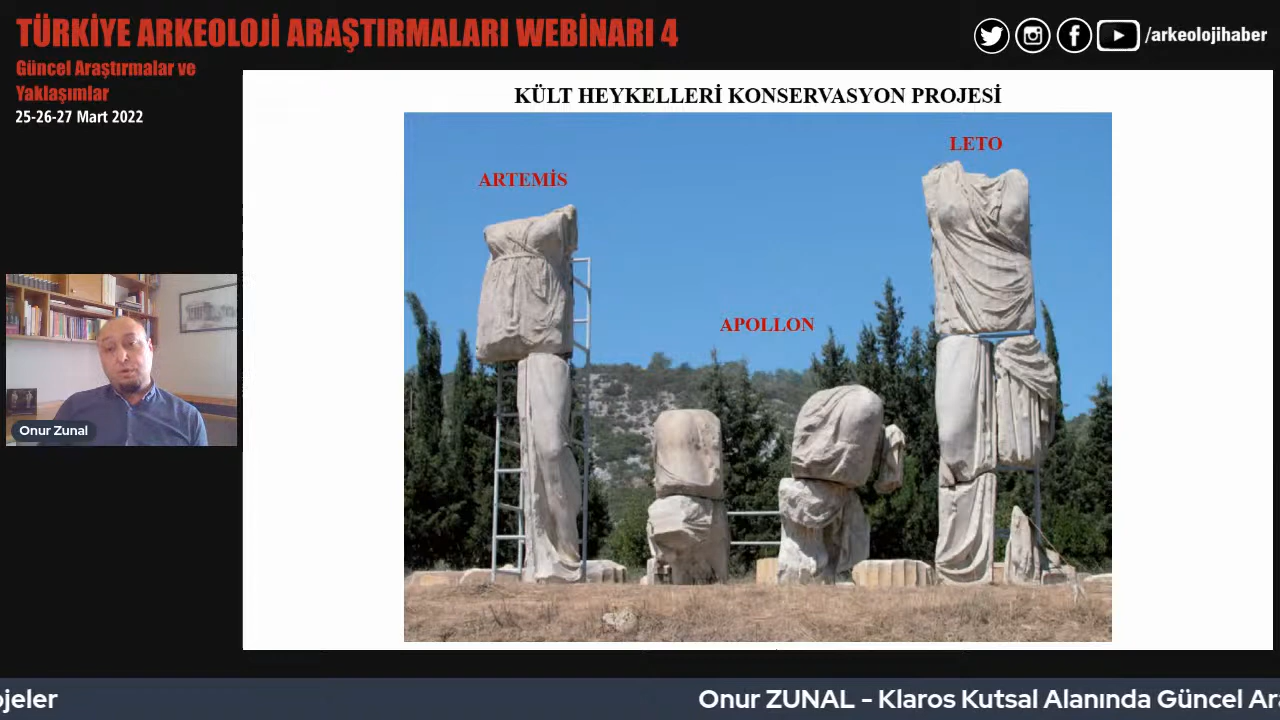 TÜRKİYE ARKEOLOJİ ARAŞTIRMALARI WEBİNARI 4
/arkeolojihaber
Güncel Araştırmalar ve
Yaklaşımlar
25-26-27 Mart 2022
KÜLT HEYKELLERİ KONSERVASYON PROJESİ
LETO
ARTEMİS
APOLLON
Onur Zunal
ojeler
Onur ZUNAL - Klaros Kutsal Alanında Güncel Ara